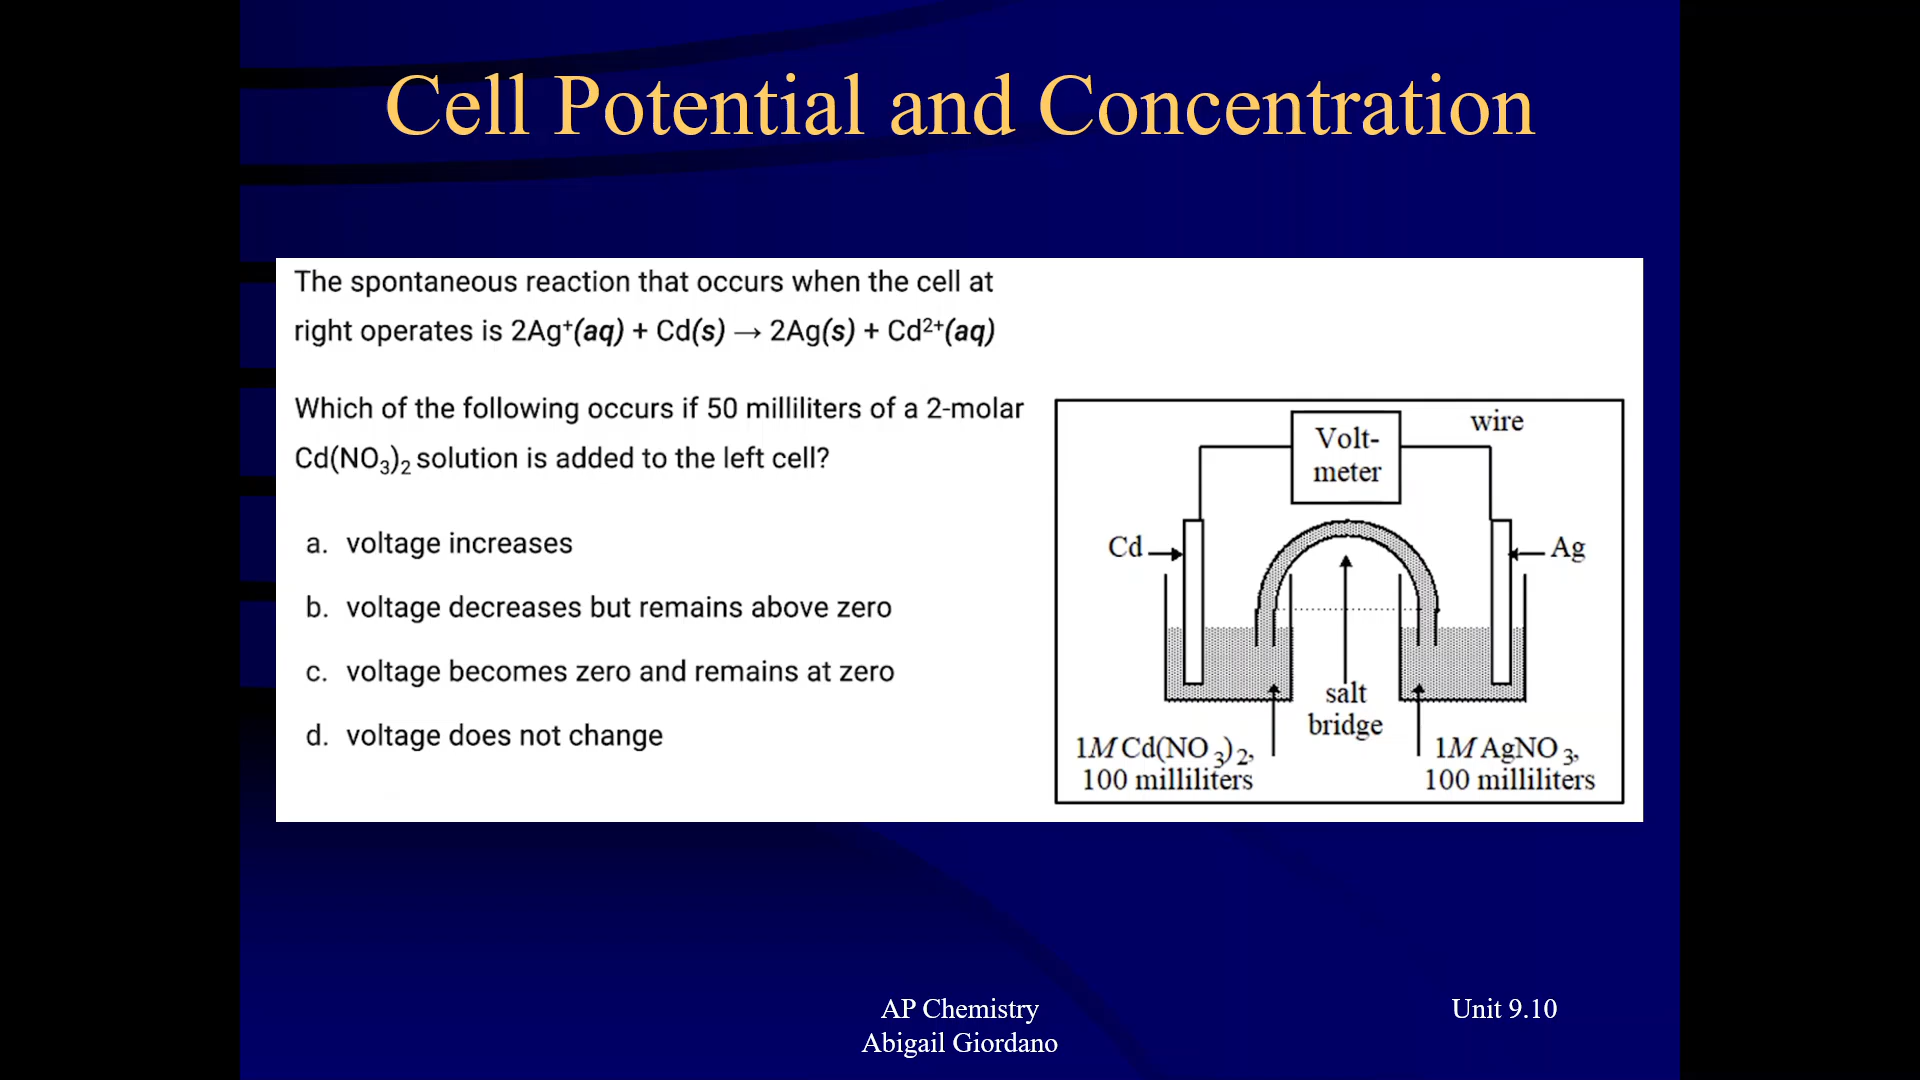 Cell Potential and Concentration
The spontaneous reaction that occurs when the cell at
right operates is 2Ag⁺(aq) + Cd(s) → 2Ag(s) + Cd²⁺(aq)
Which of the following occurs if 50 milliliters of a 2-molar
Cd(NO₃)₂ solution is added to the left cell?
a. voltage increases
b. voltage decreases but remains above zero
c. voltage becomes zero and remains at zero
d. voltage does not change
wire
Volt-
meter
Cd
Ag
salt
bridge
1M Cd(NO₃)₂,
100 milliliters
1M AgNO₃,
100 milliliters
AP Chemistry
Abigail Giordano
Unit 9.10